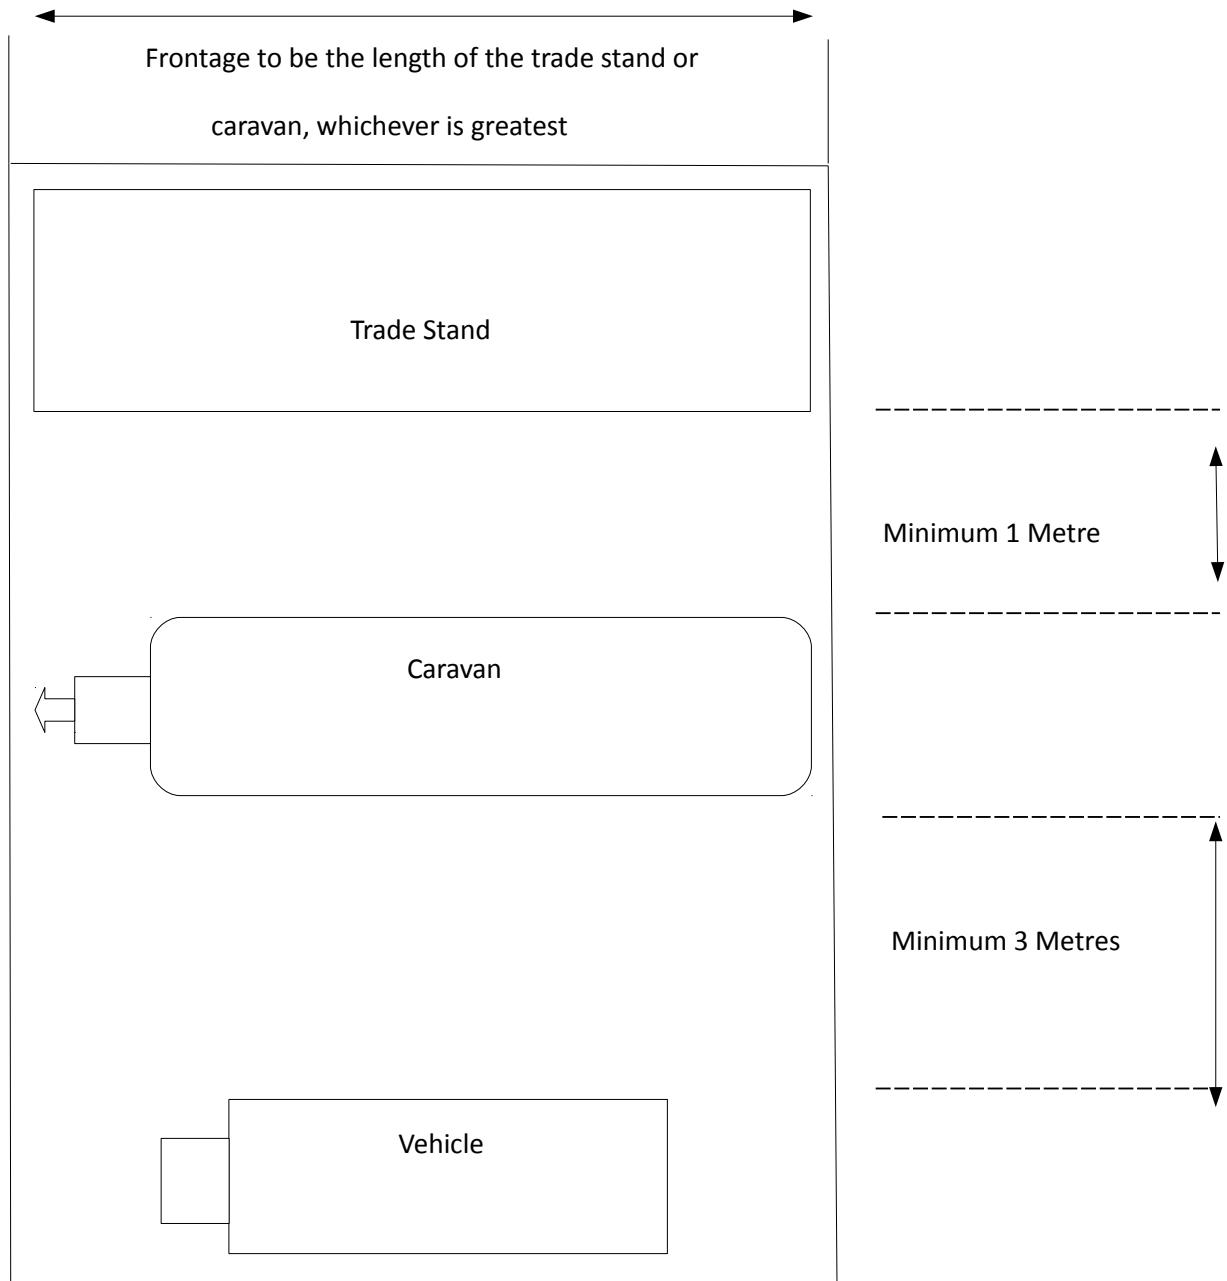 Frontage to be the length of the trade stand or
caravan, whichever is greatest
Trade Stand
Minimum 1 Metre
Caravan
Minimum 3 Metres
Vehicle